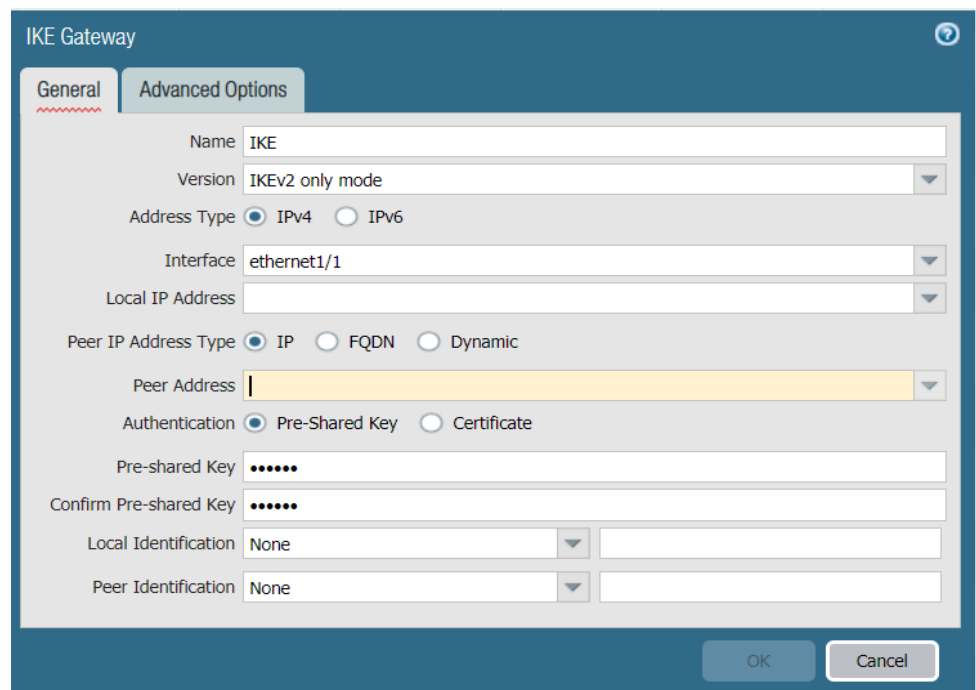 IKE Gateway
General Advanced Options
Name IKE
Version IKEv2 only mode
Address Type IPv4 IPv6
Interface ethernet1/1
Local IP Address
Peer IP Address Type IP FQDN Dynamic
Peer Address
Authentication Pre-Shared Key Certificate
Pre-shared Key ••••••
Confirm Pre-shared Key ••••••
Local Identification None
Peer Identification None
OK Cancel